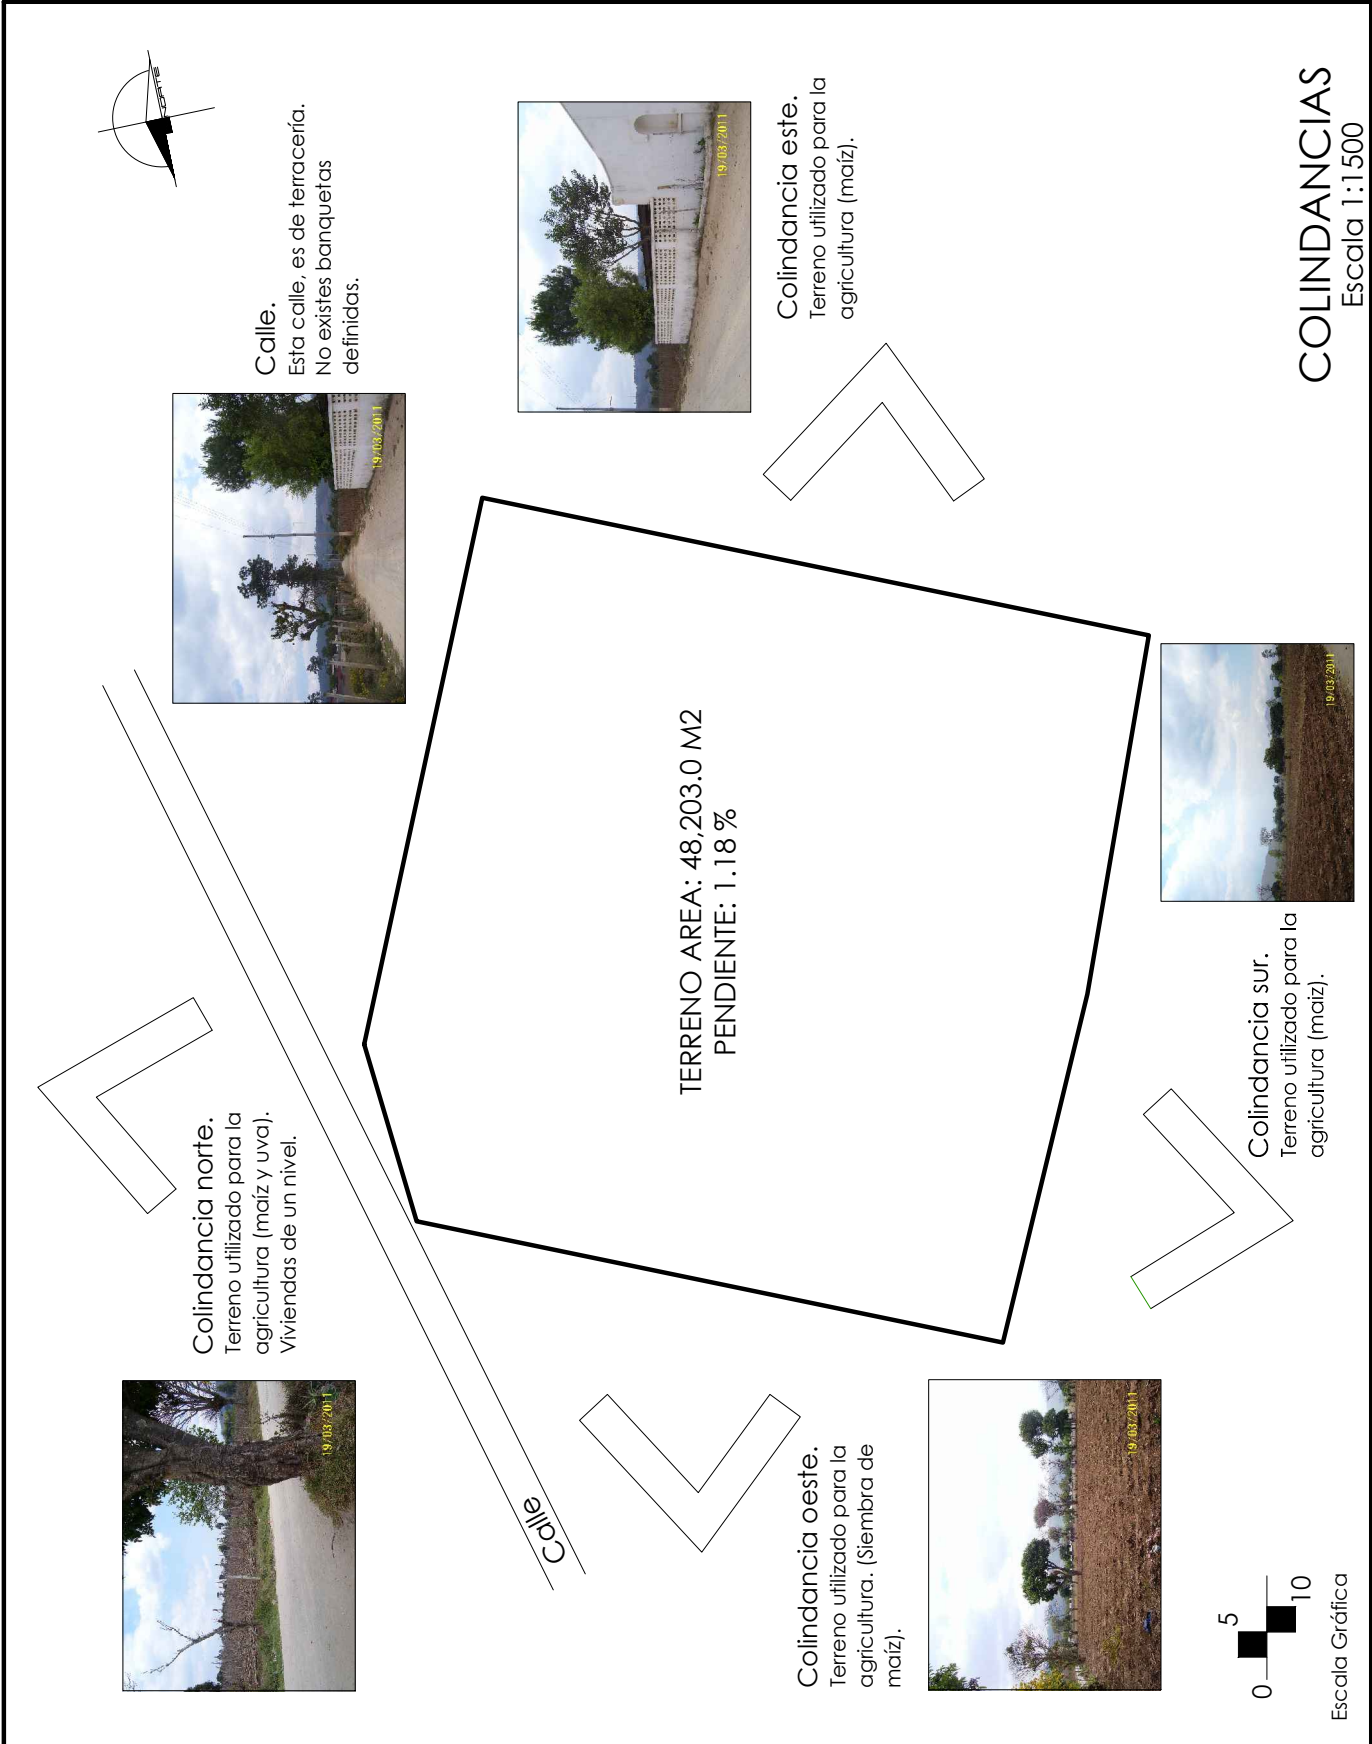 NORTE
Colindancia norte.
Terreno utilizado para la
agricultura (maíz y uva).
Viviendas de un nivel.
19/03/2011
Calle.
Esta calle, es de terracería.
No existes banquetas
definidas.
19/03/2011
Calle
Colindancia este.
Terreno utilizado para la
agricultura (maíz).
19/03/2011
TERRENO AREA: 48,203.0 M2
PENDIENTE: 1.18 %
Colindancia oeste.
Terreno utilizado para la
agricultura. (Siembra de
maíz).
19/03/2011
Colindancia sur.
Terreno utilizado para la
agricultura (maiz).
19/03/2011
0
5
10
Escala Gráfica
COLINDANCIAS
Escala 1:1500